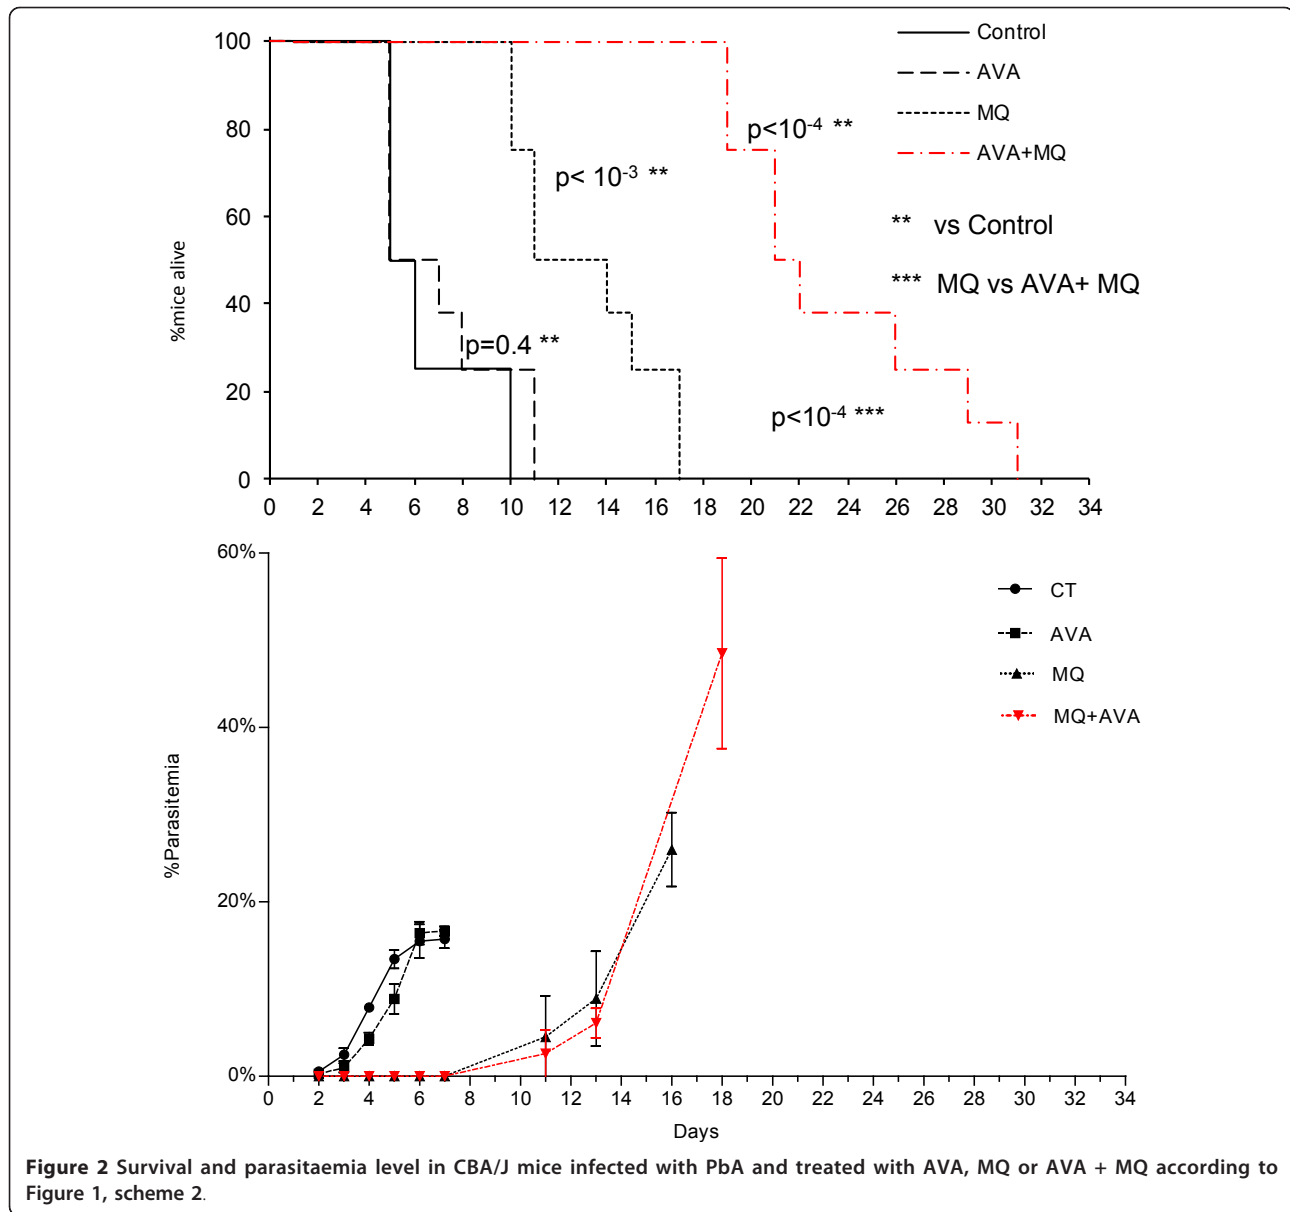 Control
AVA
MQ
AVA+MQ
100
80
60
40
20
0
%mice alive
p<10-4 **
p< 10-3 **
** vs Control
*** MQ vs AVA+ MQ
p=0.4 **
p<10-4 ***
0 2 4 6 8 10 12 14 16 18 20 22 24 26 28 30 32 34
60%
40%
20%
0%
%Parasitemia
CT
AVA
MQ
MQ+AVA
0 2 4 6 8 10 12 14 16 18 20 22 24 26 28 30 32 34
Days
Figure 2 Survival and parasitaemia level in CBA/J mice infected with PbA and treated with AVA, MQ or AVA + MQ according to
Figure 1, scheme 2.